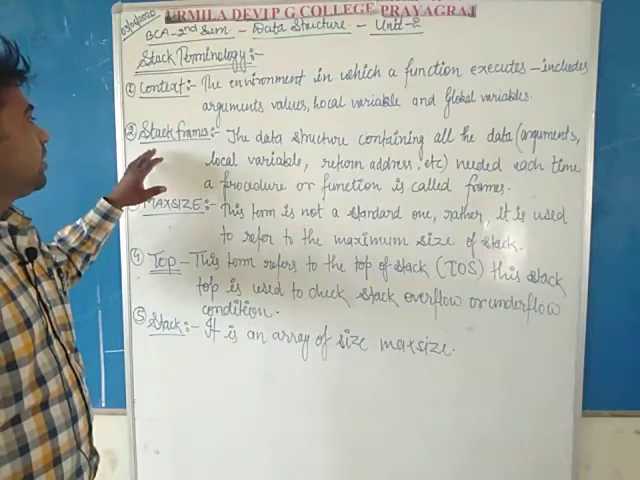 URMILA DEVI P G COLLEGE PRAYAGRAJ
BCA - 2nd Sem - Data Structure - Unit-2
Stack Terminology:-
① Context:- The environment in which a function executes - includes
arguments values, local variable and global variables.
② Stack frames:- The data structure containing all the data (arguments,
local variable, return address, etc) needed each time
a procedure or function is called frames.
MAXSIZE:- This term is not a standard one, rather, it is used
to refer to the maximum size of stack.
④ Top - This term refers to the top of stack (TOS) this stack
top is used to check stack overflow or underflow
condition.
⑤ Stack:- It is an array of size maxsize.